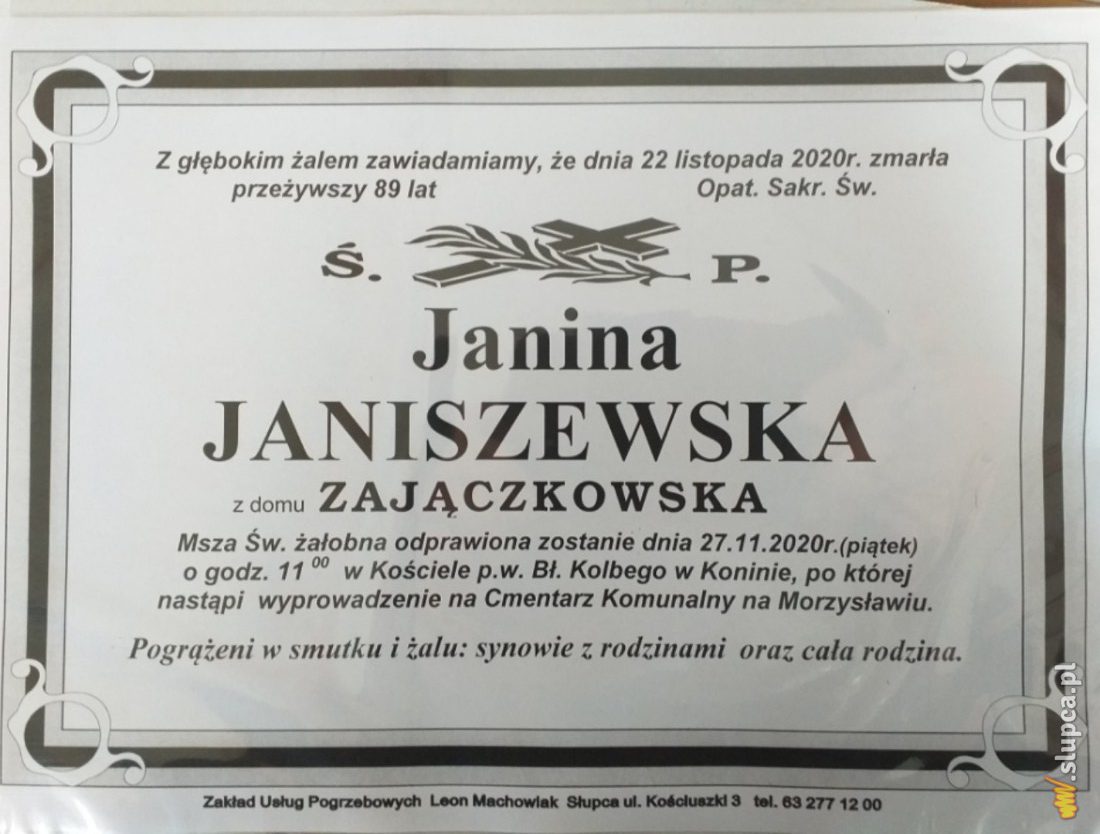 Z głębokim żalem zawiadamiamy, że dnia 22 listopada 2020r. zmarła
przeżywszy 89 lat Opat. Sakr. Św.
Ś. P.
Janina
JANISZEWSKA
z domu ZAJĄCZKOWSKA
Msza Św. żałobna odprawiona zostanie dnia 27.11.2020r.(piątek)
o godz. 11 00 w Kościele p.w. Bł. Kolbego w Koninie, po której
nastąpi wyprowadzenie na Cmentarz Komunalny na Morzysławiu.
Pogrążeni w smutku i żalu: synowie z rodzinami oraz cała rodzina.
Zakład Usług Pogrzebowych Leon Machowiak Słupca ul. Kościuszki 3 tel. 63 277 12 00
www.slupca.pl